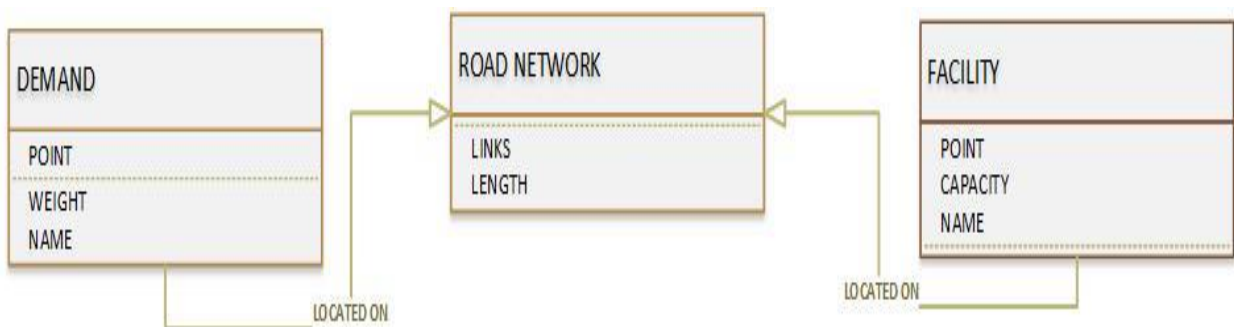 DEMAND
POINT
WEIGHT
NAME
LOCATED ON
ROAD NETWORK
LINKS
LENGTH
LOCATED ON
FACILITY
POINT
CAPACITY
NAME